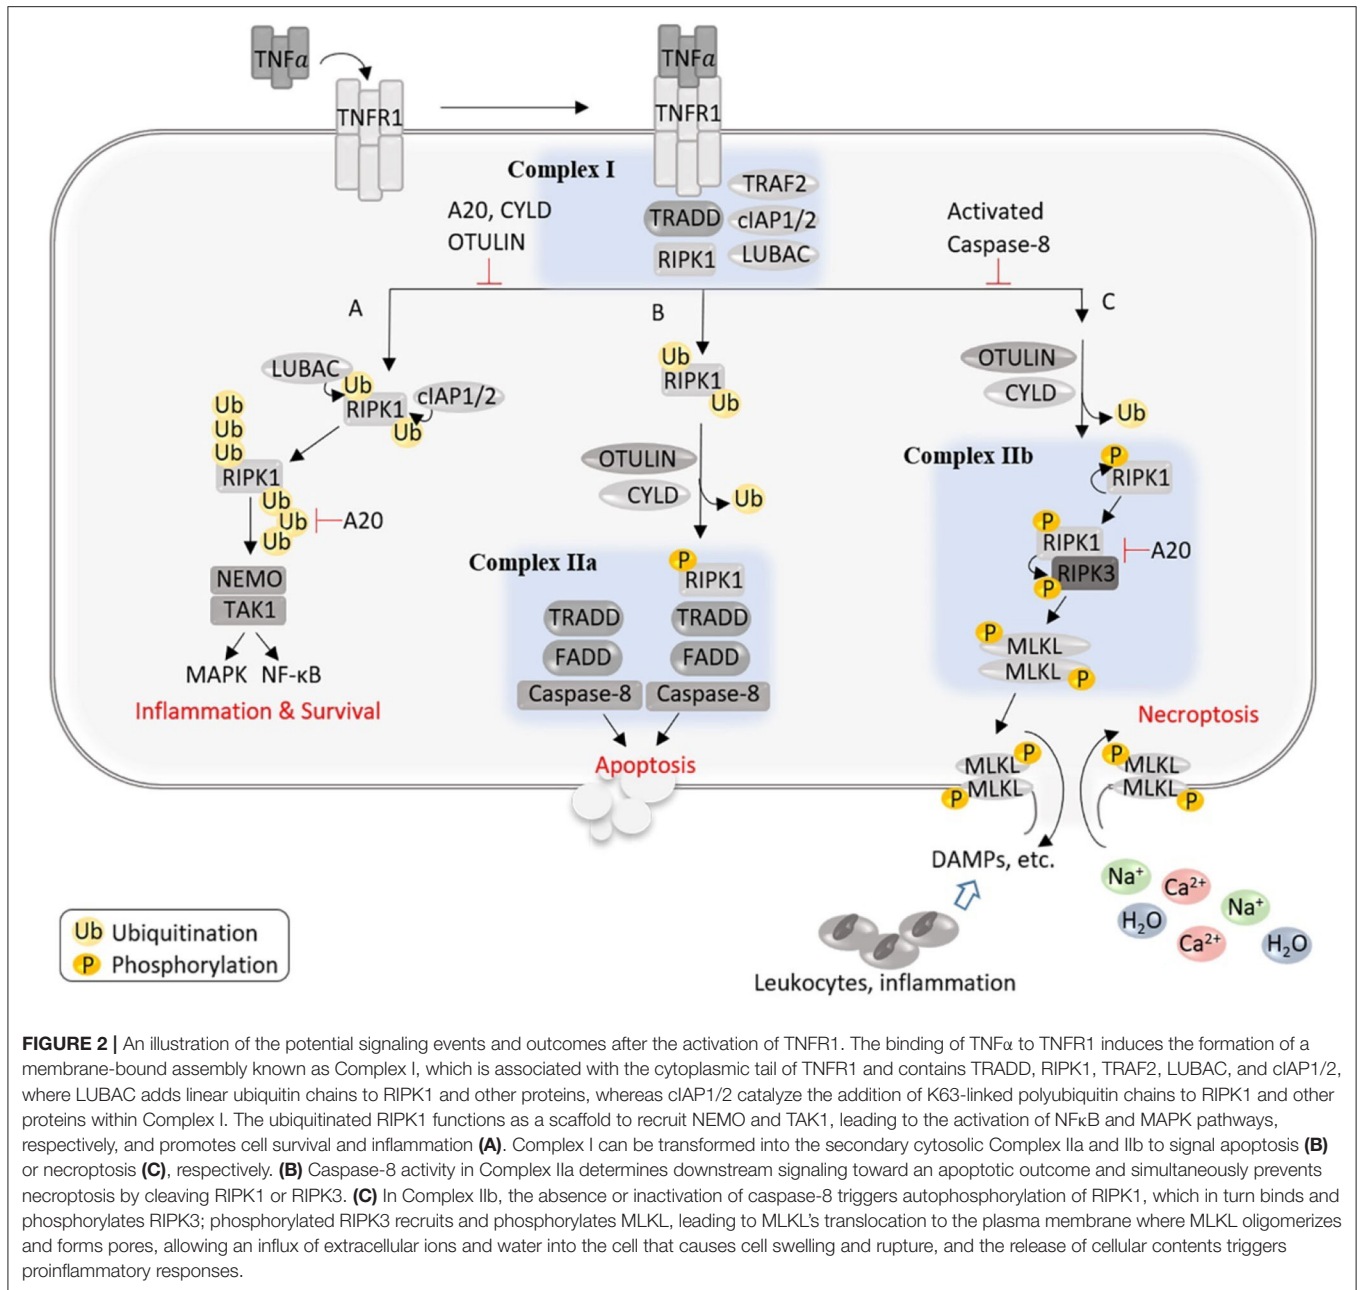 TNFα
TNFα
TNFR1
TNFR1
Complex I
TRAF2
A20, CYLD
OTULIN
TRADD
cIAP1/2
Activated
Caspase-8
RIPK1
LUBAC
A
B
C
LUBAC
Ub
RIPK1
cIAP1/2
Ub
Ub
Ub
Ub
RIPK1
Ub
Ub
Ub
A20
NEMO
TAK1
MAPK NF-κB
Inflammation & Survival
Ub
RIPK1
Ub
OTULIN
CYLD
Ub
Complex IIa
P
RIPK1
TRADD
TRADD
FADD
FADD
Caspase-8
Caspase-8
Apoptosis
OTULIN
CYLD
Ub
Complex IIb
P
RIPK1
P
RIPK1
A20
RIPK3
P
P
MLKL
MLKL
P
Necroptosis
MLKL
P
P
MLKL
P
MLKL
MLKL
P
DAMPs, etc.
Na+
Ca2+
Na+
H2O
Ca2+
H2O
Leukocytes, inflammation
Ub Ubiquitination
P Phosphorylation
FIGURE 2 | An illustration of the potential signaling events and outcomes after the activation of TNFR1. The binding of TNFα to TNFR1 induces the formation of a
membrane-bound assembly known as Complex I, which is associated with the cytoplasmic tail of TNFR1 and contains TRADD, RIPK1, TRAF2, LUBAC, and cIAP1/2,
where LUBAC adds linear ubiquitin chains to RIPK1 and other proteins, whereas cIAP1/2 catalyze the addition of K63-linked polyubiquitin chains to RIPK1 and other
proteins within Complex I. The ubiquitinated RIPK1 functions as a scaffold to recruit NEMO and TAK1, leading to the activation of NFκB and MAPK pathways,
respectively, and promotes cell survival and inflammation (A). Complex I can be transformed into the secondary cytosolic Complex IIa and IIb to signal apoptosis (B)
or necroptosis (C), respectively. (B) Caspase-8 activity in Complex IIa determines downstream signaling toward an apoptotic outcome and simultaneously prevents
necroptosis by cleaving RIPK1 or RIPK3. (C) In Complex IIb, the absence or inactivation of caspase-8 triggers autophosphorylation of RIPK1, which in turn binds and
phosphorylates RIPK3; phosphorylated RIPK3 recruits and phosphorylates MLKL, leading to MLKL's translocation to the plasma membrane where MLKL oligomerizes
and forms pores, allowing an influx of extracellular ions and water into the cell that causes cell swelling and rupture, and the release of cellular contents triggers
proinflammatory responses.